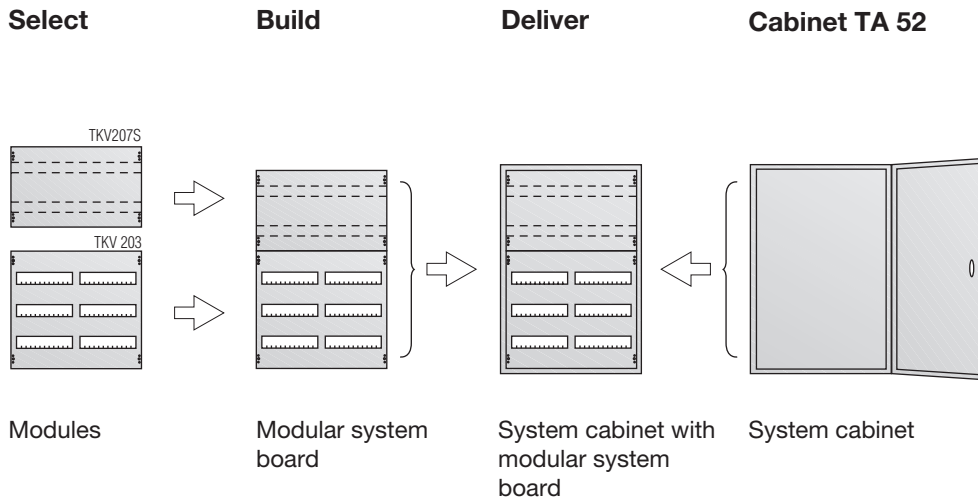 Select
Build
Deliver
Cabinet TA 52
TKV207S
TKV 203
Modules
Modular system
board
System cabinet with
modular system
board
System cabinet